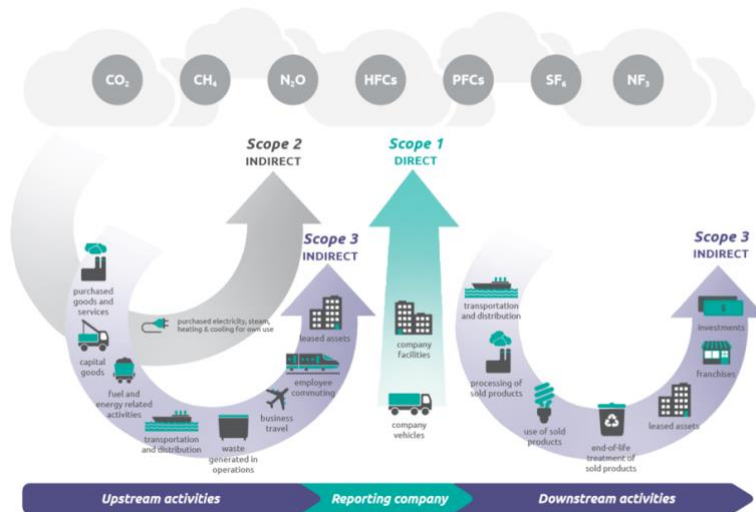 CO₂
CH₄
N₂O
HFCs
PFCs
SF₆
NF₃
Scope 2
INDIRECT
Scope 1
DIRECT
Scope 3
INDIRECT
Scope 3
INDIRECT
purchased
goods and
services
capital
goods
fuel and
energy related
activities
transportation
and distribution
waste
generated in
operations
business
travel
employee
commuting
leased assets
purchased electricity, steam,
heating & cooling for own use
company
facilities
company
vehicles
transportation
and distribution
processing of
sold products
use of sold
products
end-of-life
treatment of
sold products
leased assets
franchises
investments
$
Upstream activities
Reporting company
Downstream activities